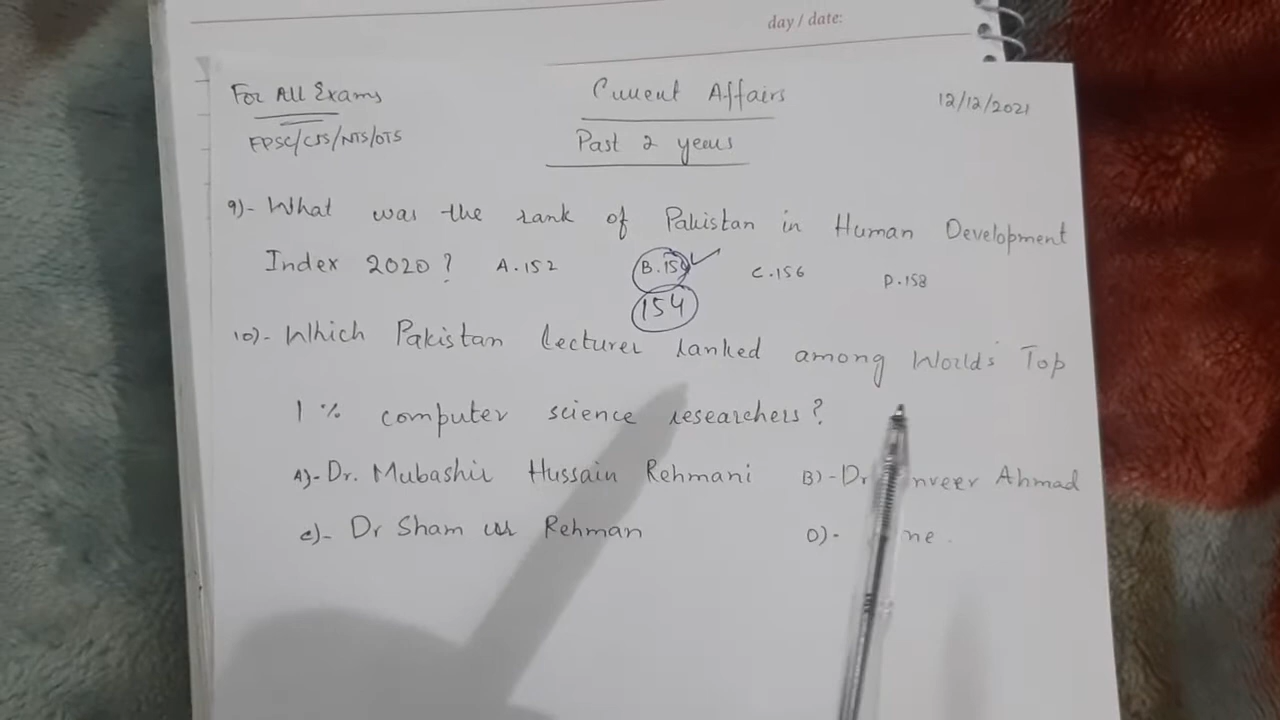 day / date:
For All Exams
Current Affairs
12/12/2021
FPSC/CSS/NTS/OTS
Past 2 years
9)- What was the rank of Pakistan in Human Development
Index 2020? A.152 B.154 C.156 D.158
154
10)- Which Pakistan lecturer ranked among World's Top
1% computer science researchers?
A)- Dr. Mubashir Hussain Rehmani B)- Dr Ahmad
C)- Dr Sham ur Rehman D)-